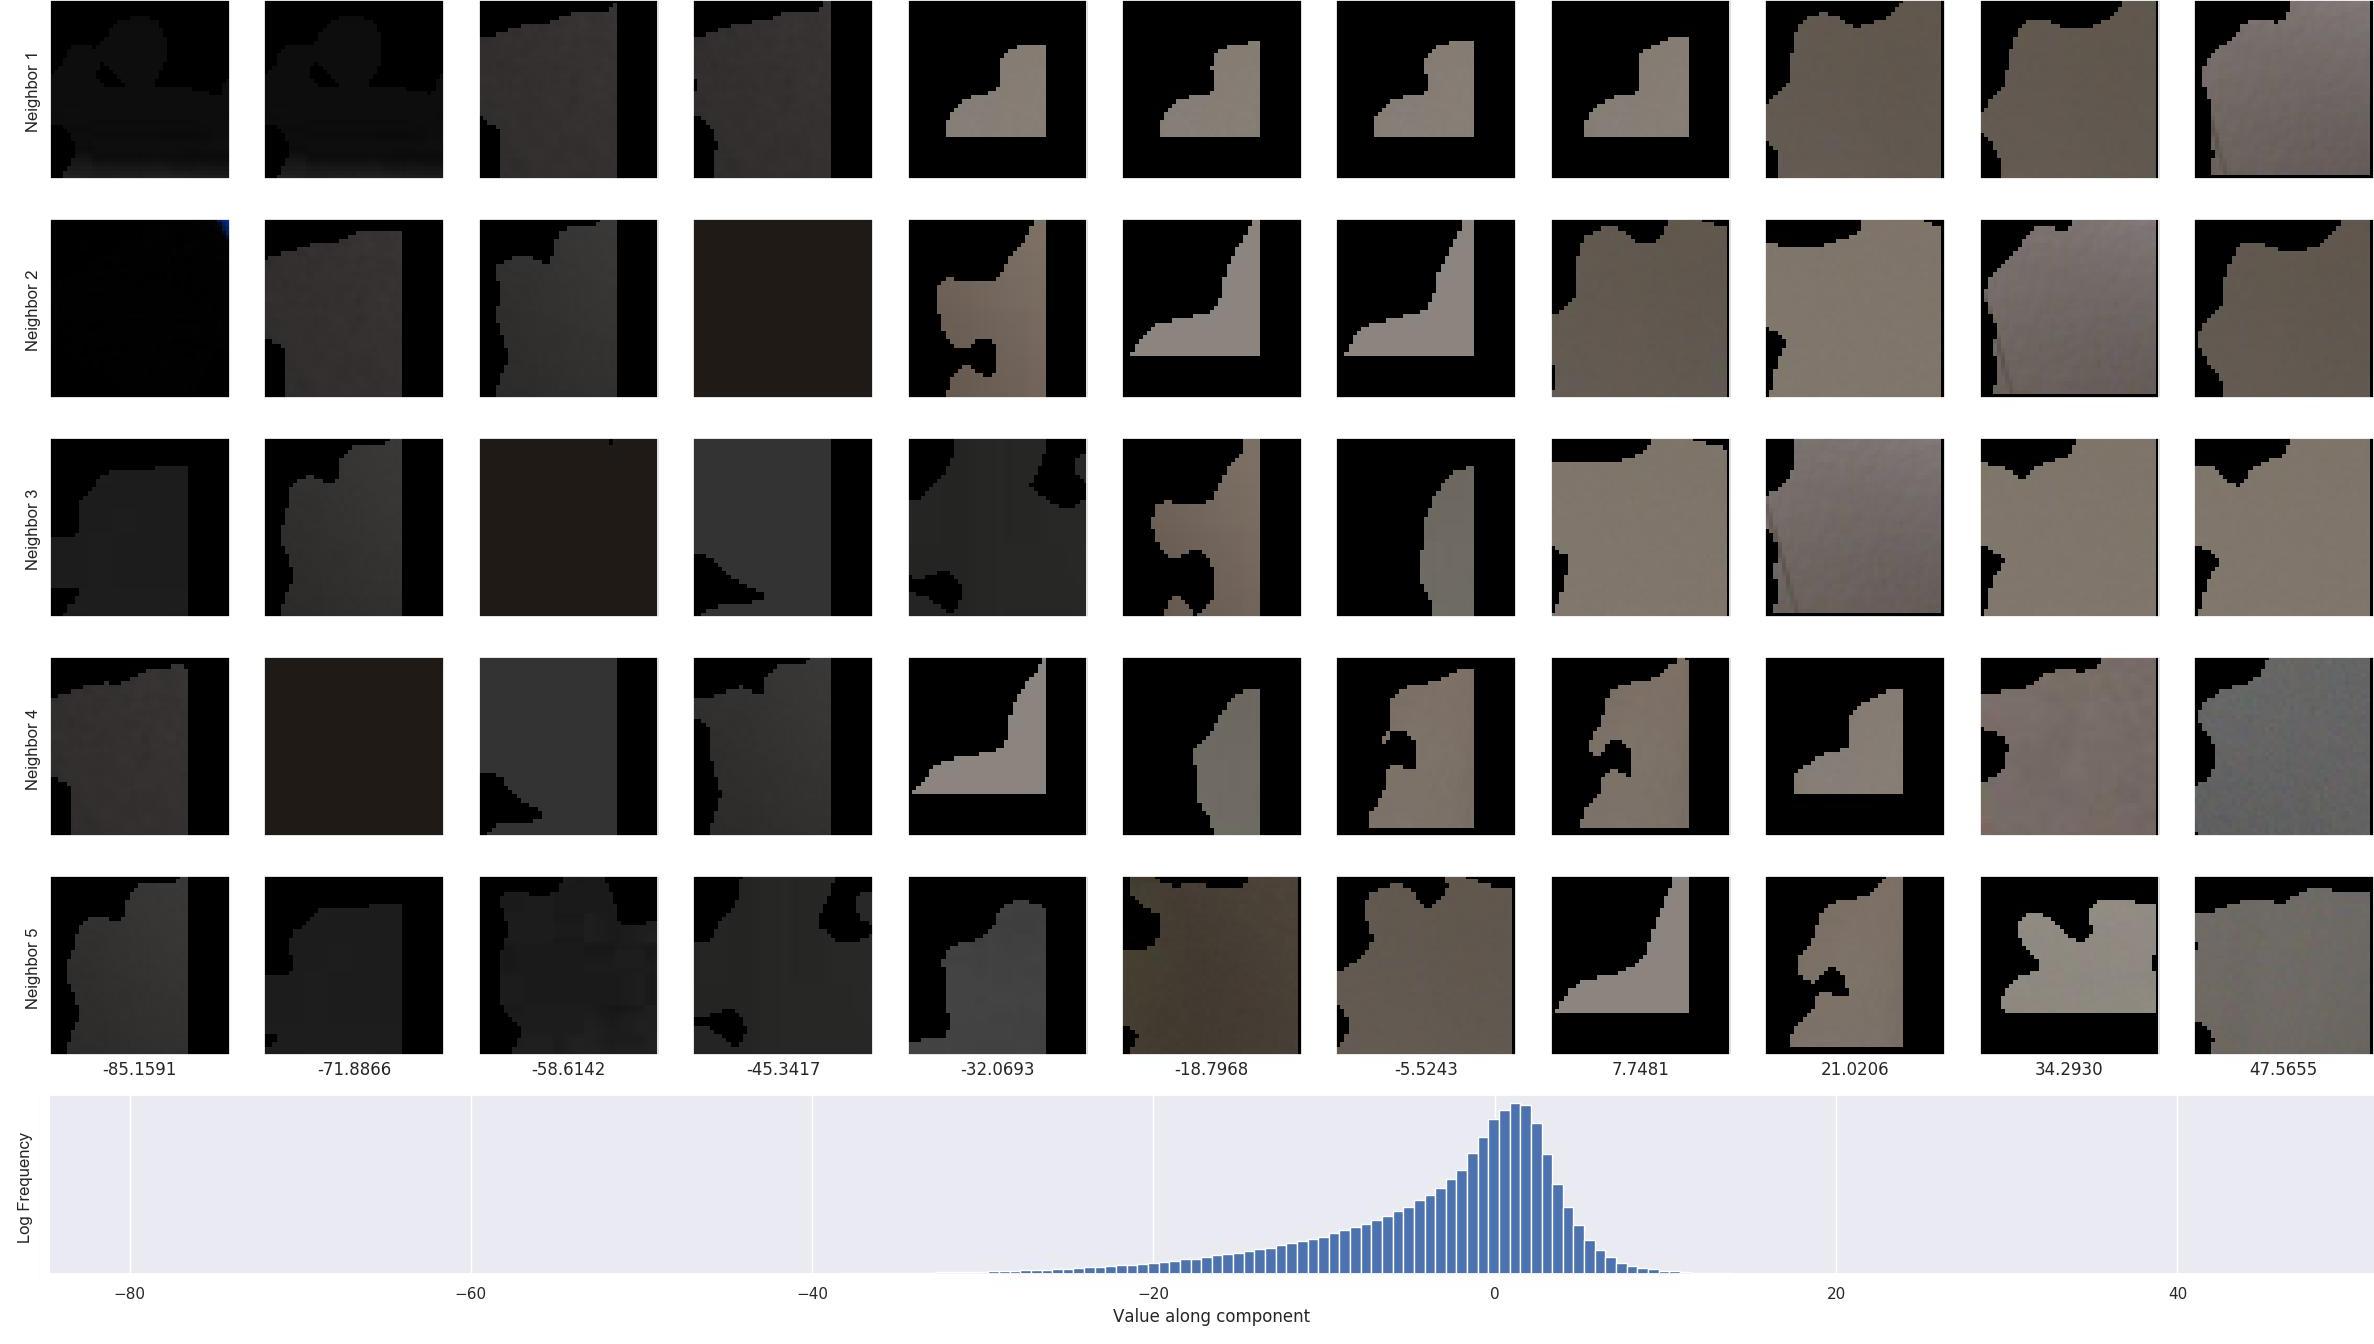 Neighbor 1
Neighbor 2
Neighbor 3
Neighbor 4
Neighbor 5
-85.1591 -71.8866 -58.6142 -45.3417 -32.0693 -18.7968 -5.5243 7.7481 21.0206 34.2930 47.5655
Log Frequency
−80 −60 −40 −20 0 20 40
Value along component